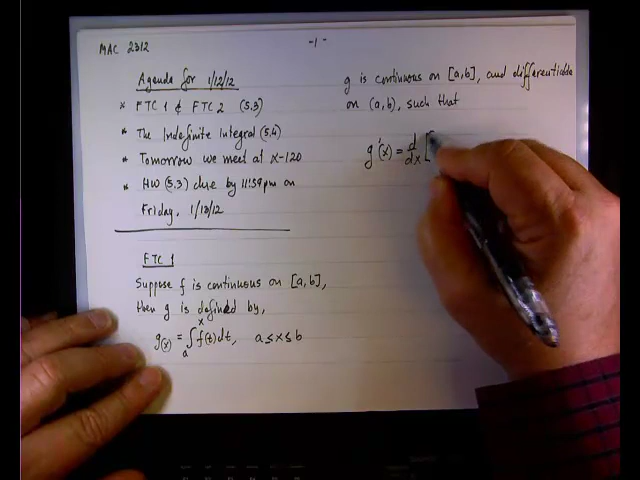 MAC 2312
-1-
Agenda for 1/12/12
* FTC 1 & FTC 2 (5.3)
* The Indefinite Integral (5.4)
* Tomorrow we meet at X-120
* HW (5.3) due by 11:59pm on
Friday, 1/13/12
FTC 1
Suppose f is continuous on [a,b],
then g is defined by,
g(x) = ∫ₐˣ f(t)dt, a ≤ x ≤ b
g is continuous on [a,b], and differentiable
on (a,b), such that
g'(x) = d/dx [